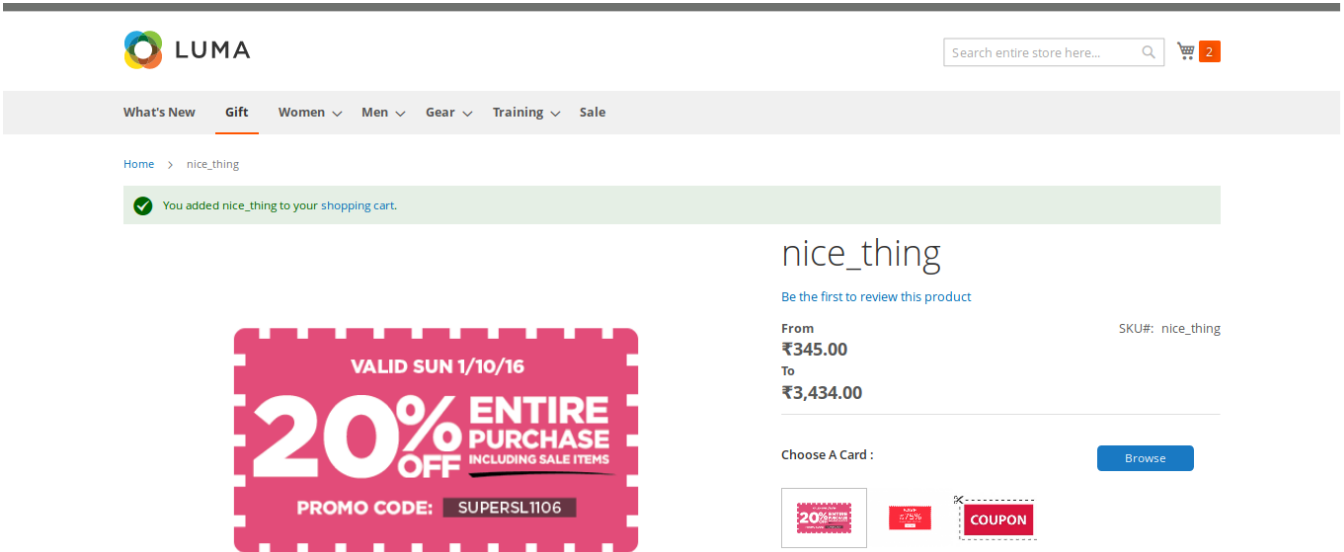 LUMA
Search entire store here...
2
What's New Gift Women Men Gear Training Sale
Home > nice_thing
You added nice_thing to your shopping cart.
nice_thing
Be the first to review this product
From
SKU#: nice_thing
₹345.00
To
₹3,434.00
VALID SUN 1/10/16
20% OFF
ENTIRE
PURCHASE
INCLUDING SALE ITEMS
PROMO CODE: SUPERSL1106
Choose A Card :
Browse
20%
75%
COUPON